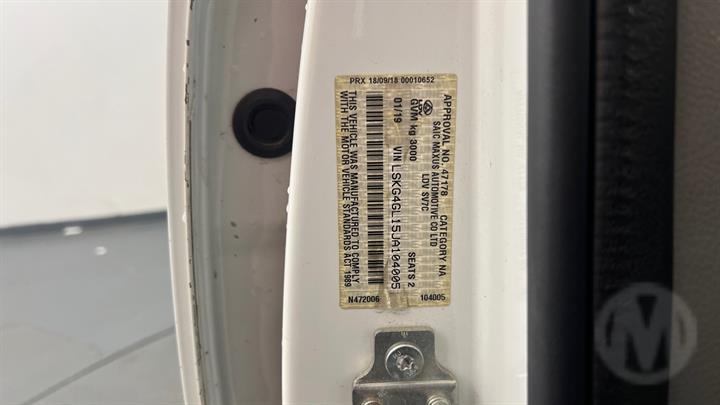 APPROVAL NO. 47178 CATEGORY NA
SAIC MAXUS AUTOMOTIVE CO LTD
LDV SV7C
LDV
GVM kg 3000 SEATS 2
01/19 VIN LSKG4GL15JA104005
THIS VEHICLE WAS MANUFACTURED TO COMPLY
WITH THE MOTOR VEHICLE STANDARDS ACT 1989
PRX 18/09/18 00010652
N472006 104005
M